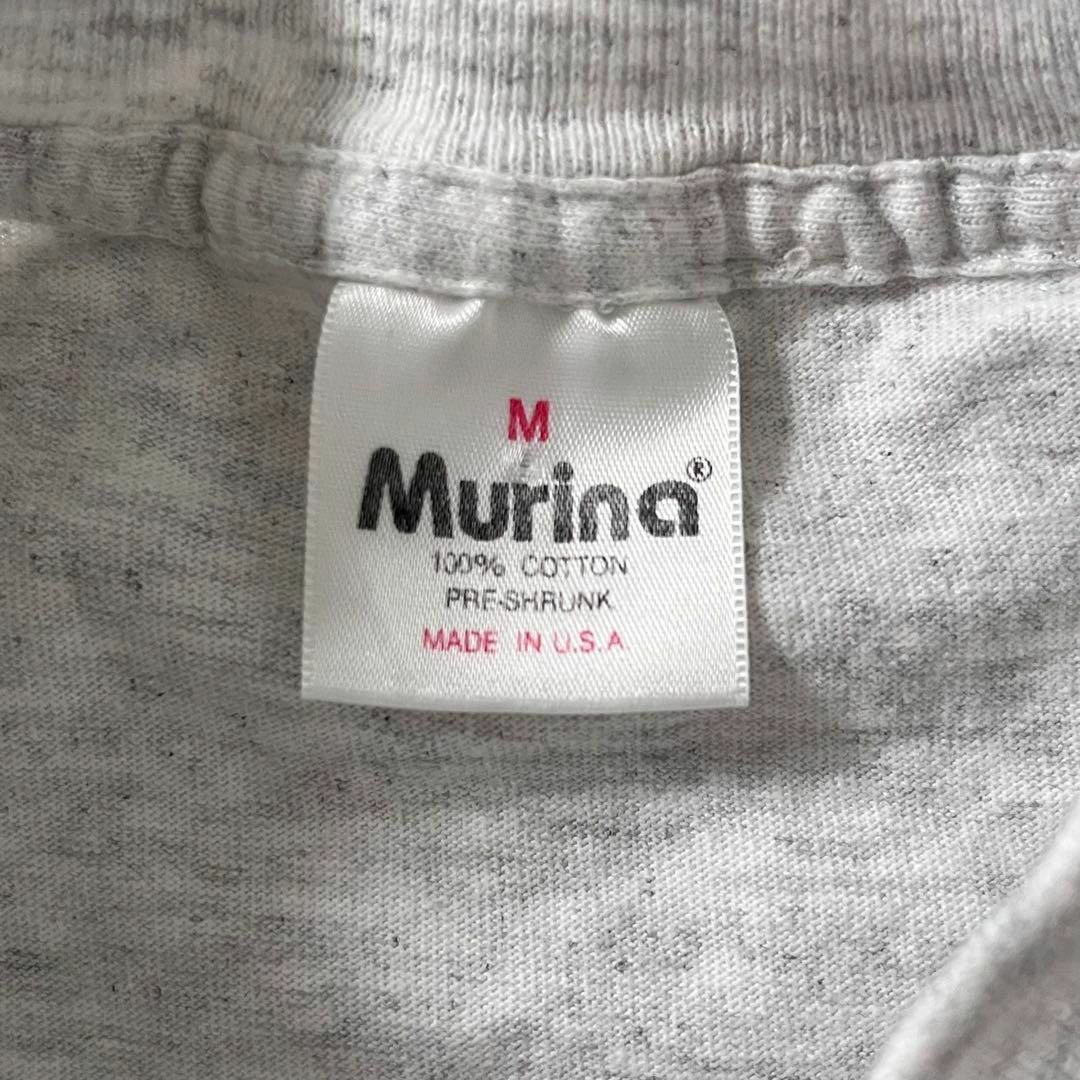 M
Murina®
100% COTTON
PRE-SHRUNK
MADE IN U.S.A.